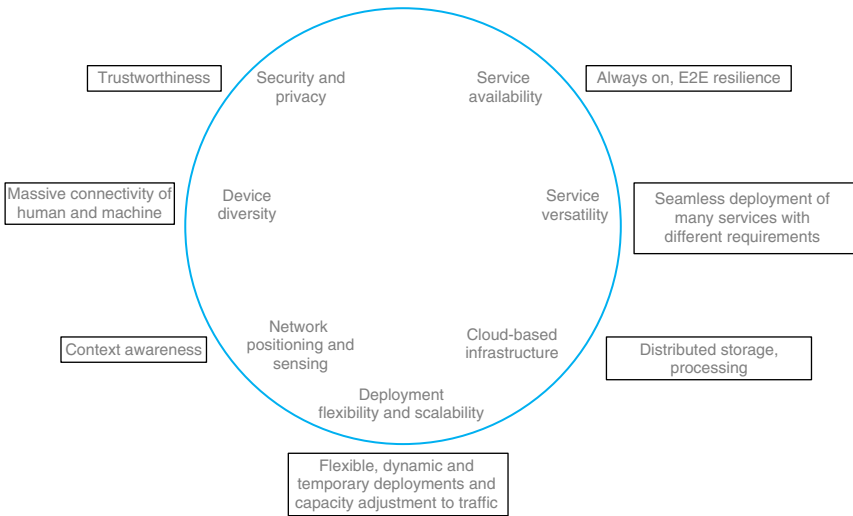 Trustworthiness
Security and
privacy
Service
availability
Always on, E2E resilience
Massive connectivity of
human and machine
Device
diversity
Service
versatility
Seamless deployment of
many services with
different requirements
Context awareness
Network
positioning and
sensing
Cloud-based
infrastructure
Distributed storage,
processing
Deployment
flexibility and scalability
Flexible, dynamic and
temporary deployments and
capacity adjustment to traffic